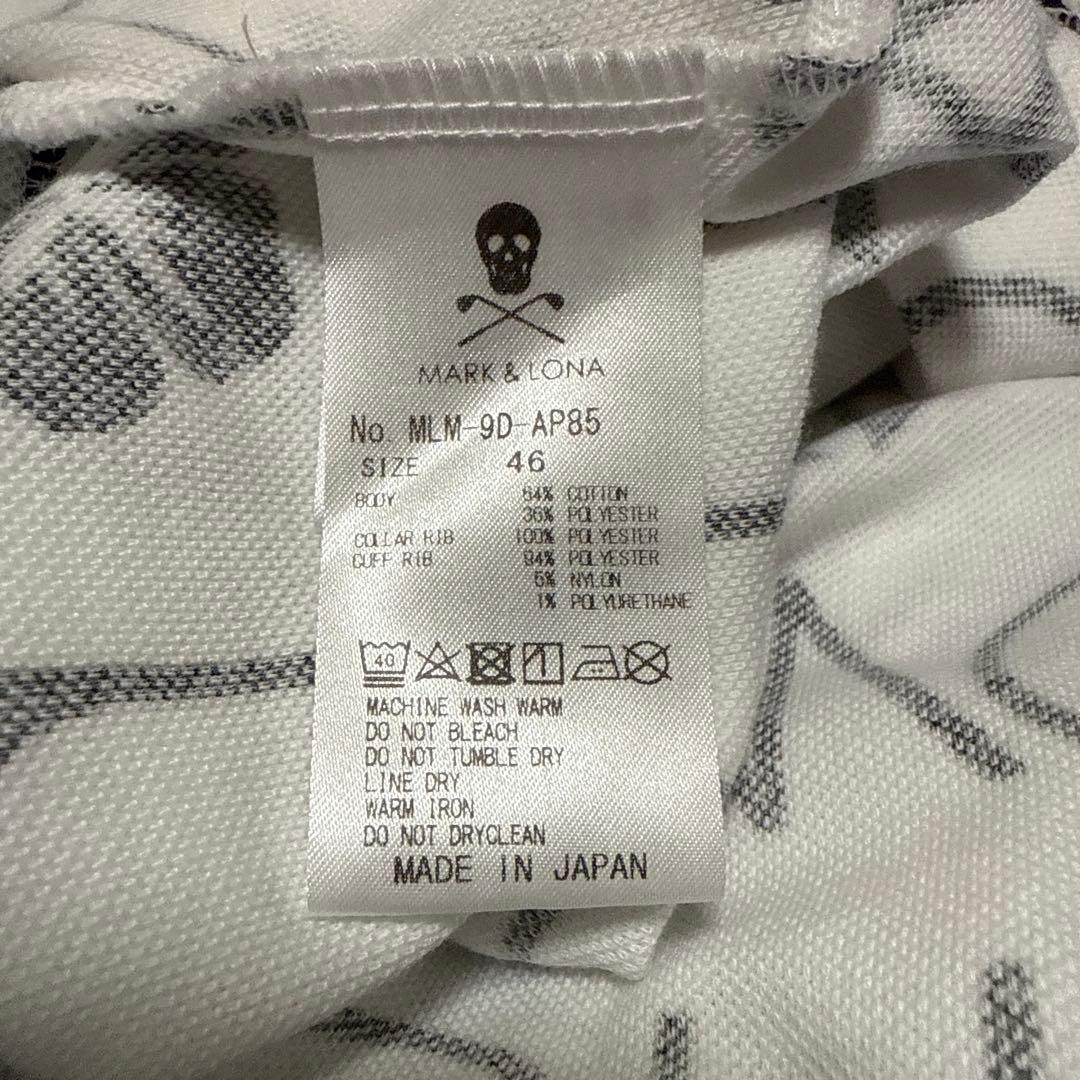 MARK & LONA
No. MLM-9D-AP85
SIZE 46
BODY 64% COTTON
36% POLYESTER
COLLAR RIB 100% POLYESTER
CUFF RIB 94% POLYESTER
5% NYLON
1% POLYURETHANE
40
MACHINE WASH WARM
DO NOT BLEACH
DO NOT TUMBLE DRY
LINE DRY
WARM IRON
DO NOT DRYCLEAN
MADE IN JAPAN